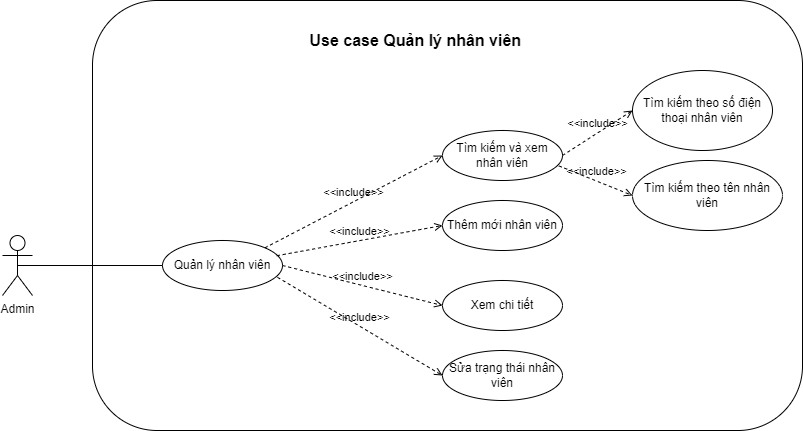 Use case Quản lý nhân viên
Tìm kiếm theo số điện
thoại nhân viên
<<include>>
Tìm kiếm và xem
nhân viên
<<include>>
Tìm kiếm theo tên nhân
viên
<<include>>
Thêm mới nhân viên
<<include>>
Quản lý nhân viên
<<include>>
Xem chi tiết
Admin
<<include>>
Sửa trạng thái nhân
viên